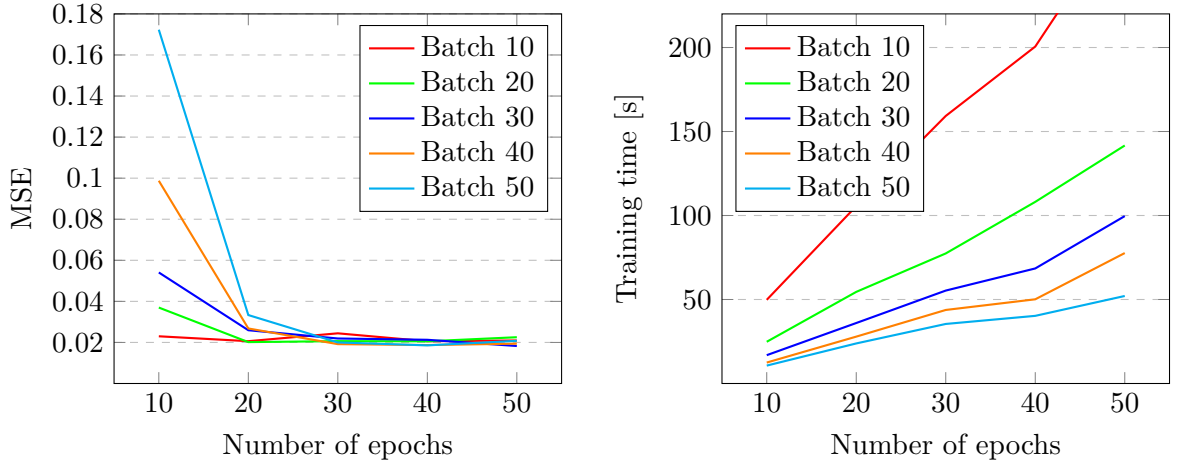 0.18
0.16
0.14
0.12
0.1
0.08
0.06
0.04
0.02
MSE
10 20 30 40 50
Number of epochs
Batch 10
Batch 20
Batch 30
Batch 40
Batch 50
200
150
100
50
Training time [s]
10 20 30 40 50
Number of epochs
Batch 10
Batch 20
Batch 30
Batch 40
Batch 50